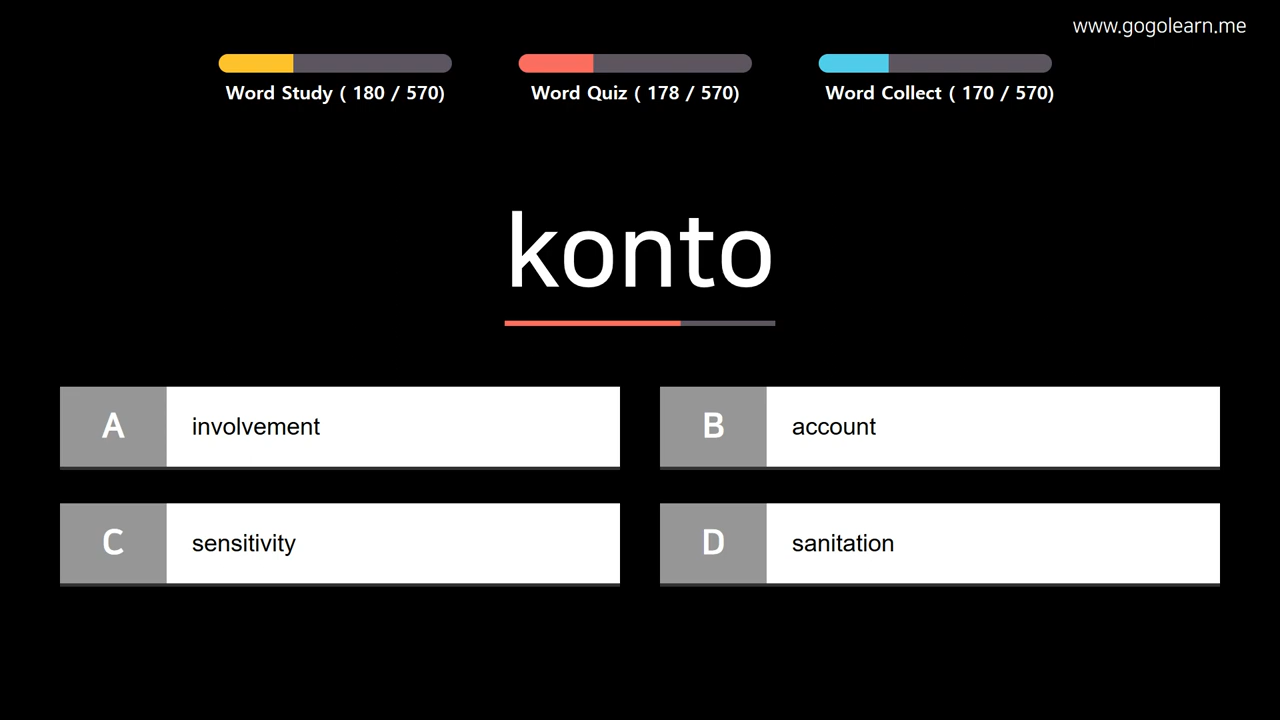 www.gogolearn.me
Word Study ( 180 / 570)
Word Quiz ( 178 / 570)
Word Collect ( 170 / 570)
konto
A involvement
B account
C sensitivity
D sanitation